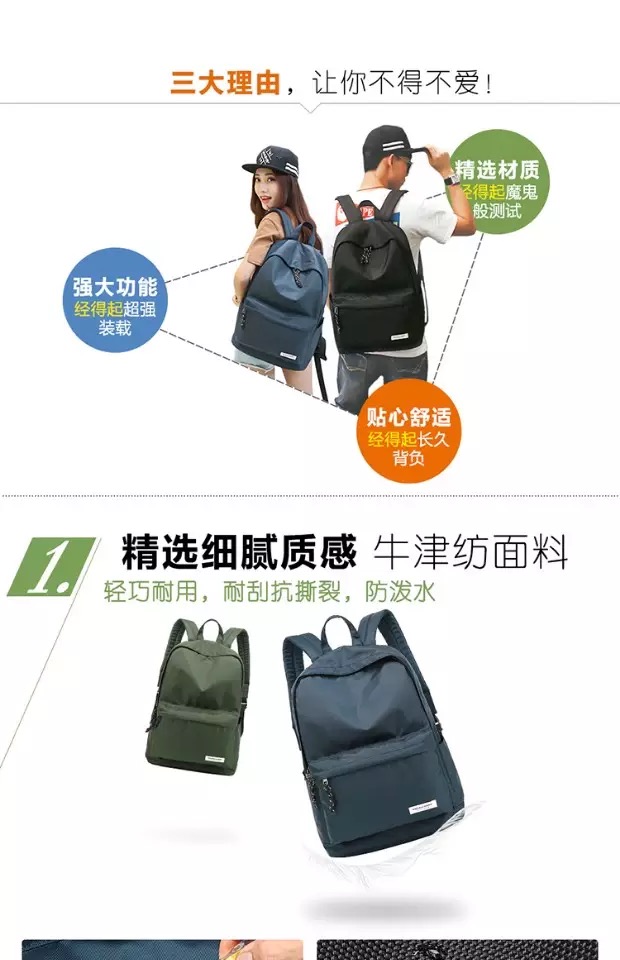 三大理由，让你不得不爱！
精选材质
经得起魔鬼
般测试
强大功能
经得起超强
装载
贴心舒适
经得起长久
背负
1.
精选细腻质感 牛津纺面料
轻巧耐用，耐刮抗撕裂，防泼水